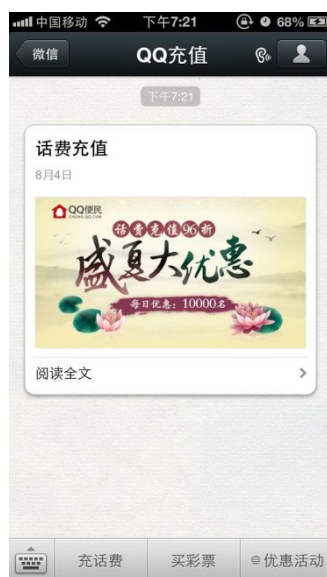 中国移动 下午7:21 68%
微信 QQ充值
下午7:21
话费充值
8月4日
QQ便民
CHONG.QQ.COM
话费充值96折
盛夏大优惠
每日优惠：10000名
阅读全文
充话费 买彩票 优惠活动